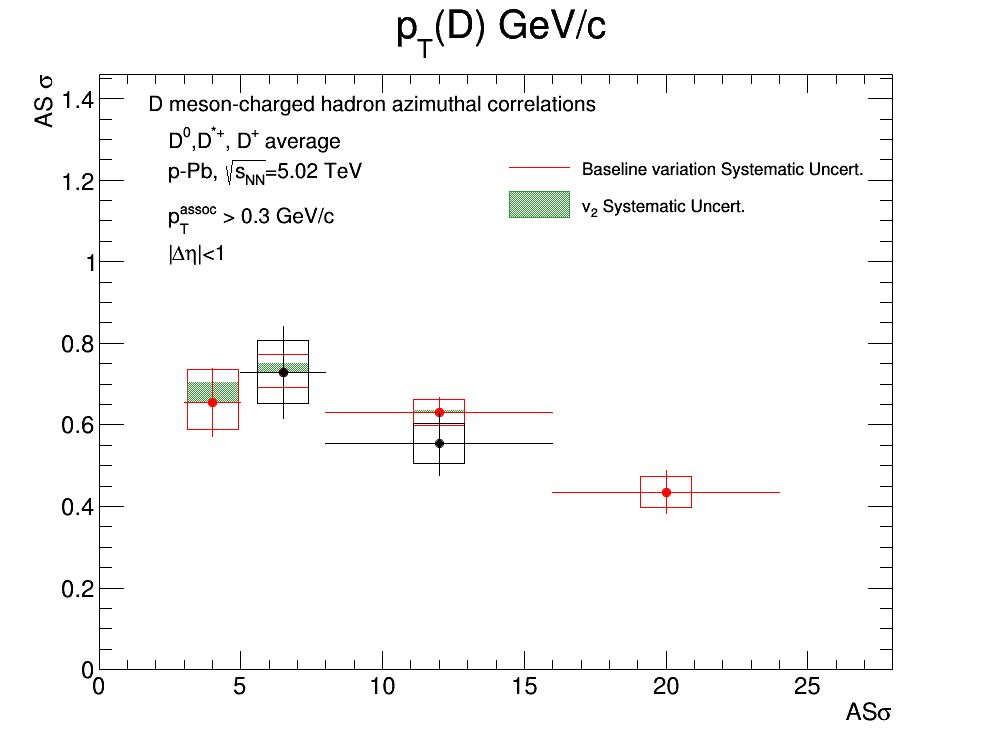 p_T(D) GeV/c
AS σ
1.4
1.2
1
0.8
0.6
0.4
0.2
0
D meson-charged hadron azimuthal correlations
D^0,D^*+, D^+ average
p-Pb, √s_NN=5.02 TeV
p_T^assoc > 0.3 GeV/c
|Δη|<1
Baseline variation Systematic Uncert.
v_2 Systematic Uncert.
0 5 10 15 20 25
ASσ